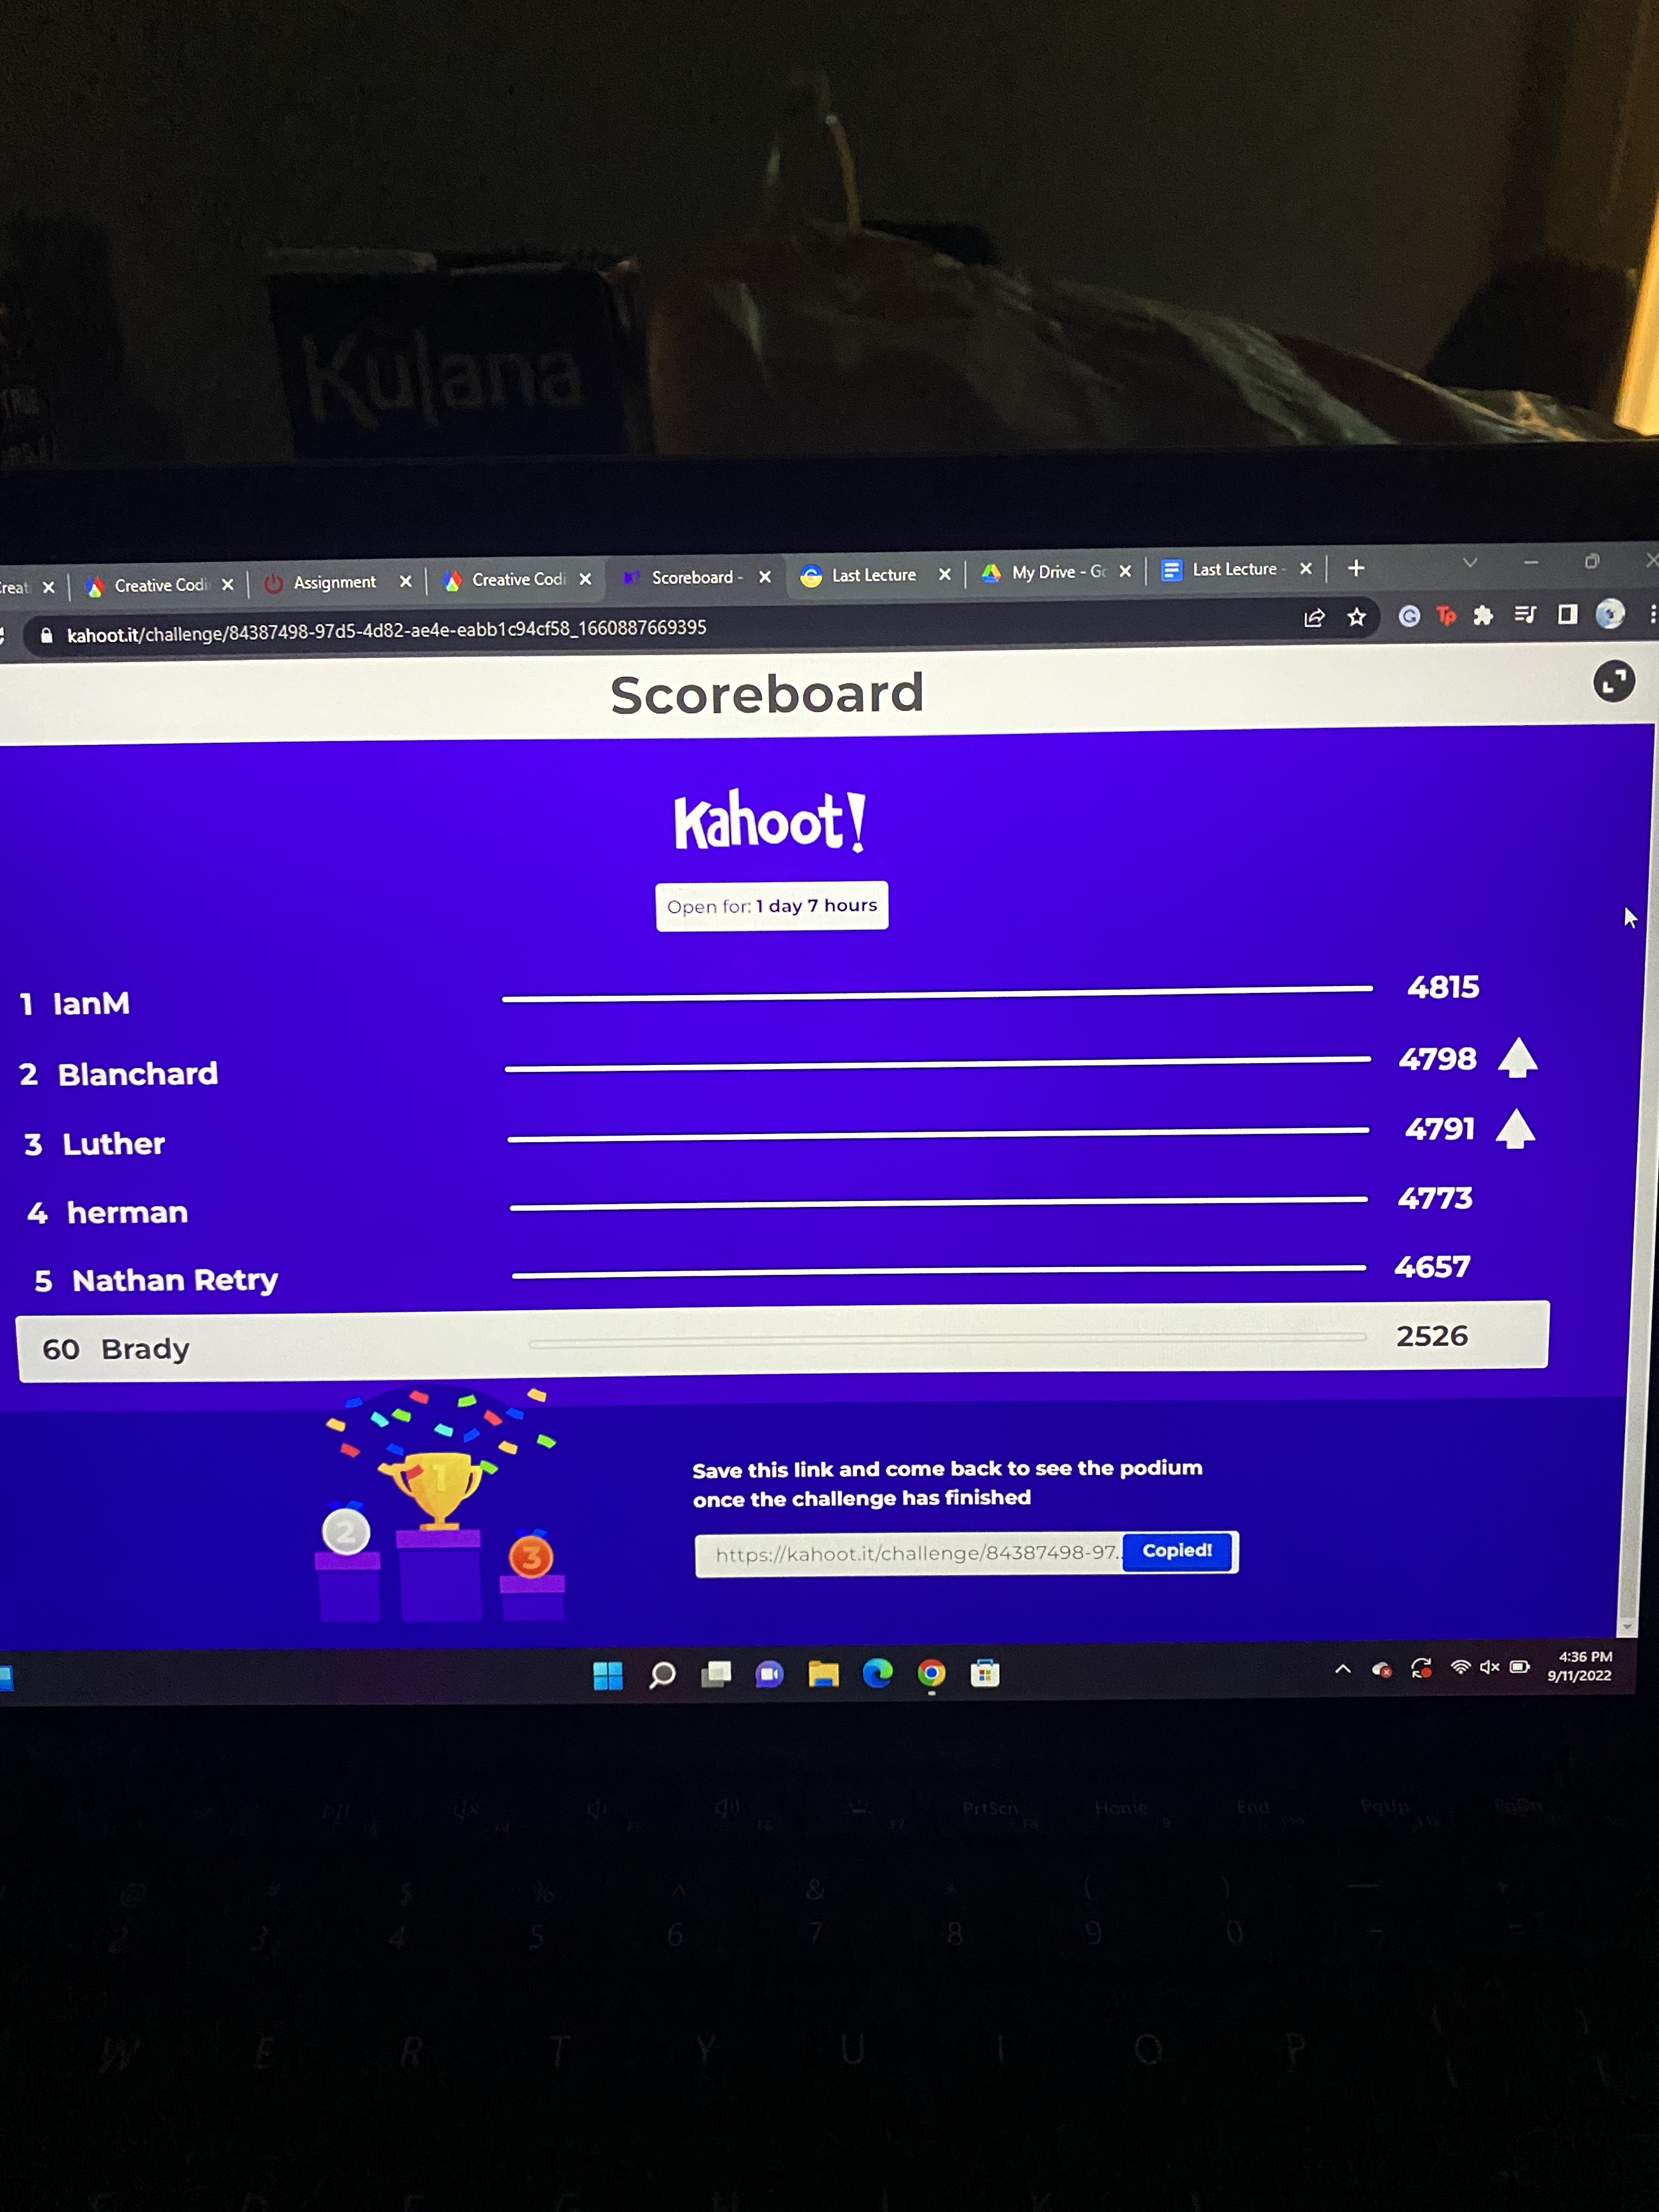 Kulana
Creative Codi
Assignment
Creative Codi
Scoreboard -
Last Lecture
My Drive - Go
Last Lecture -
kahoot.it/challenge/84387498-97d5-4d82-ae4e-eabb1c94cf58_1660887669395
Tp
Scoreboard
Kahoot!
Open for: 1 day 7 hours
1 IanM 4815
2 Blanchard 4798
3 Luther 4791
4 herman 4773
5 Nathan Retry 4657
60 Brady 2526
1
2
3
Save this link and come back to see the podium
once the challenge has finished
https://kahoot.it/challenge/84387498-97.. Copied!
4:36 PM
9/11/2022
PrtScn Home End PgUp PgDn
& ( )
2 3 4 5 6 7 8 9 0 - =
W E R T Y U I O P